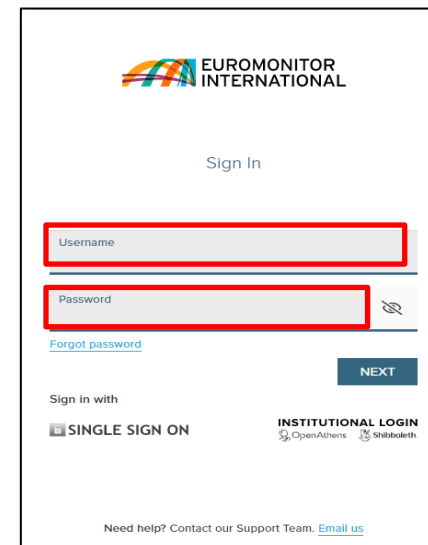 EUROMONITOR
INTERNATIONAL
Sign In
Username
Password
Forgot password
NEXT
Sign in with
SINGLE SIGN ON
INSTITUTIONAL LOGIN
OpenAthens Shibboleth.
Need help? Contact our Support Team. Email us